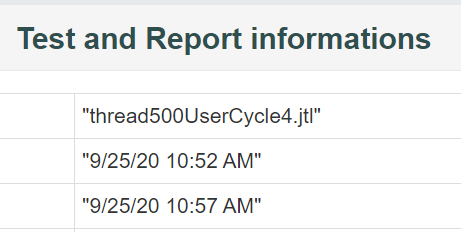 Test and Report informations
"thread500UserCycle4.jtl"
"9/25/20 10:52 AM"
"9/25/20 10:57 AM"